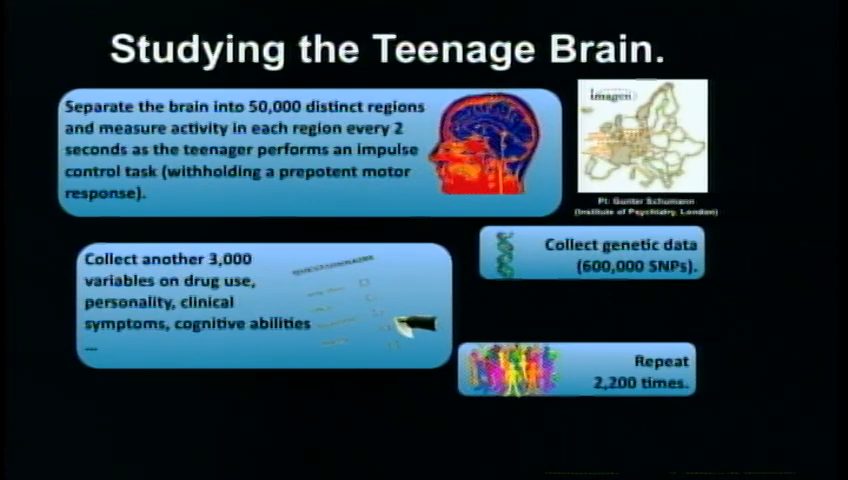 Studying the Teenage Brain.
Separate the brain into 50,000 distinct regions
and measure activity in each region every 2
seconds as the teenager performs an impulse
control task (withholding a prepotent motor
response).
Imagen
PI: Gunter Schumann
(Institute of Psychiatry, London)
Collect another 3,000
variables on drug use,
personality, clinical
symptoms, cognitive abilities
...
QUESTIONNAIRE
Collect genetic data
(600,000 SNPs).
Repeat
2,200 times.